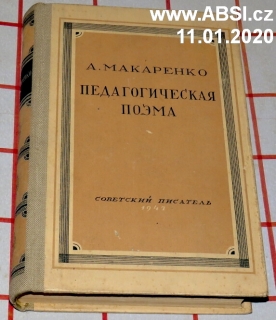 www.ABSI.cz
11.01.2020
А. МАКАРЕНКО
ПЕДАГОГИЧЕСКАЯ
ПОЭМА
СОВЕТСКИЙ ПИСАТЕЛЬ